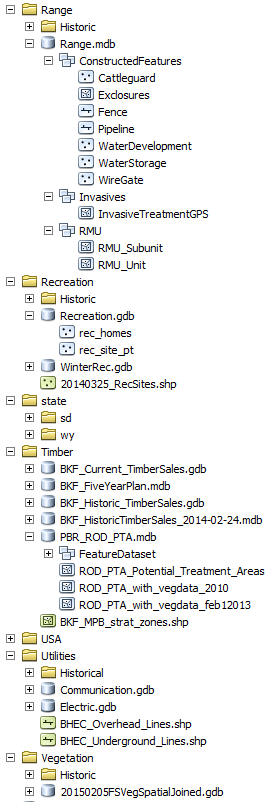 Range
Historic
Range.mdb
ConstructedFeatures
Cattleguard
Exclosures
Fence
Pipeline
WaterDevelopment
WaterStorage
WireGate
Invasives
InvasiveTreatmentGPS
RMU
RMU_Subunit
RMU_Unit
Recreation
Historic
Recreation.gdb
rec_homes
rec_site_pt
WinterRec.gdb
20140325_RecSites.shp
state
sd
wy
Timber
BKF_Current_TimberSales.gdb
BKF_FiveYearPlan.mdb
BKF_Historic_TimberSales.gdb
BKF_HistoricTimberSales_2014-02-24.mdb
PBR_ROD_PTA.mdb
FeatureDataset
ROD_PTA_Potential_Treatment_Areas
ROD_PTA_with_vegdata_2010
ROD_PTA_with_vegdata_feb12013
BKF_MPB_strat_zones.shp
USA
Utilities
Historical
Communication.gdb
Electric.gdb
BHEC_Overhead_Lines.shp
BHEC_Underground_Lines.shp
Vegetation
Historic
20150205FSVegSpatialJoined.gdb